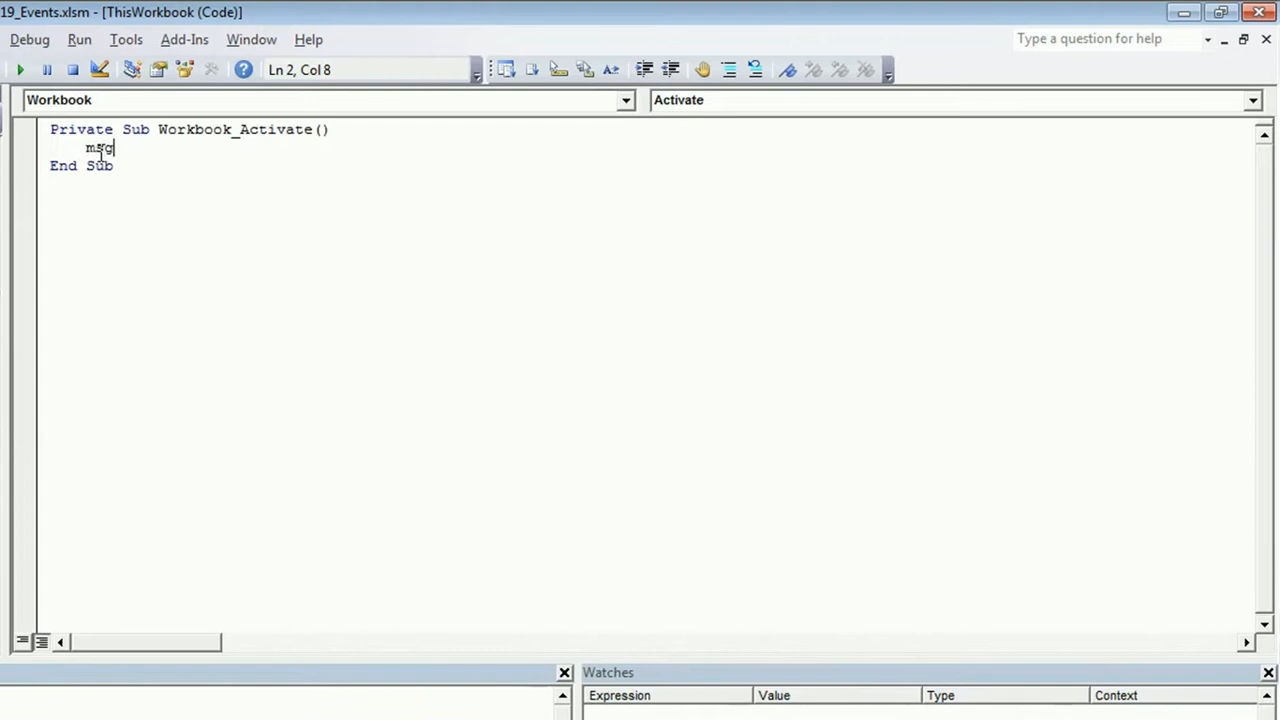 19_Events.xlsm - [ThisWorkbook (Code)]
Debug Run Tools Add-Ins Window Help Type a question for help
Ln 2, Col 8
Workbook Activate
Private Sub Workbook_Activate()
msg
End Sub
Watches
Expression Value Type Context